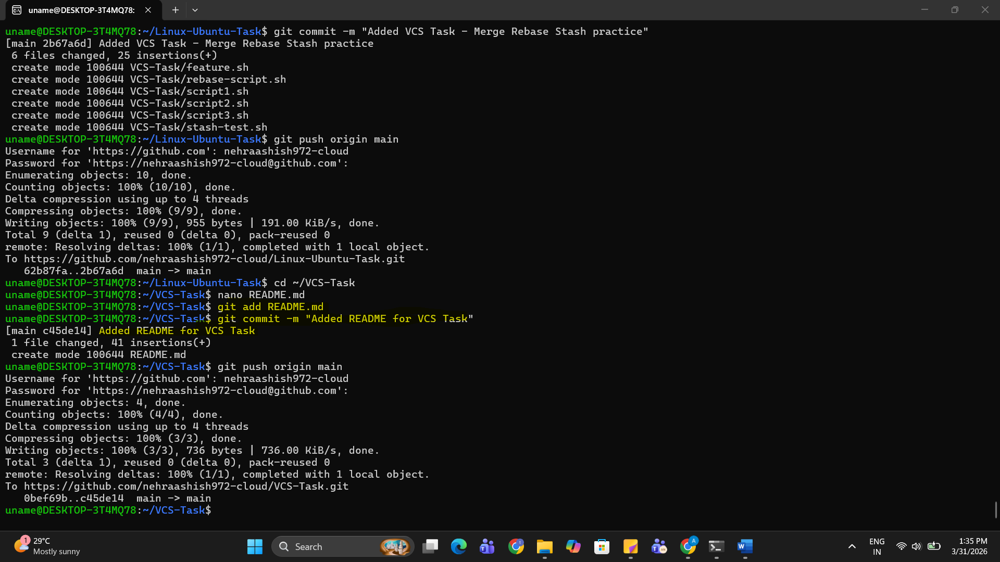 uname@DESKTOP-3T4MQ78:
uname@DESKTOP-3T4MQ78:~/Linux-Ubuntu-Task$ git commit -m "Added VCS Task - Merge Rebase Stash practice"
[main 2b67a6d] Added VCS Task - Merge Rebase Stash practice
 6 files changed, 25 insertions(+)
 create mode 100644 VCS-Task/feature.sh
 create mode 100644 VCS-Task/rebase-script.sh
 create mode 100644 VCS-Task/script1.sh
 create mode 100644 VCS-Task/script2.sh
 create mode 100644 VCS-Task/script3.sh
 create mode 100644 VCS-Task/stash-test.sh
uname@DESKTOP-3T4MQ78:~/Linux-Ubuntu-Task$ git push origin main
Username for 'https://github.com': nehraashish972-cloud
Password for 'https://nehraashish972-cloud@github.com':
Enumerating objects: 10, done.
Counting objects: 100% (10/10), done.
Delta compression using up to 4 threads
Compressing objects: 100% (9/9), done.
Writing objects: 100% (9/9), 955 bytes | 191.00 KiB/s, done.
Total 9 (delta 1), reused 0 (delta 0), pack-reused 0
remote: Resolving deltas: 100% (1/1), completed with 1 local object.
To https://github.com/nehraashish972-cloud/Linux-Ubuntu-Task.git
   62b87fa..2b67a6d  main -> main
uname@DESKTOP-3T4MQ78:~/Linux-Ubuntu-Task$ cd ~/VCS-Task
uname@DESKTOP-3T4MQ78:~/VCS-Task$ nano README.md
uname@DESKTOP-3T4MQ78:~/VCS-Task$ git add README.md
uname@DESKTOP-3T4MQ78:~/VCS-Task$ git commit -m "Added README for VCS Task"
[main c45de14] Added README for VCS Task
 1 file changed, 41 insertions(+)
 create mode 100644 README.md
uname@DESKTOP-3T4MQ78:~/VCS-Task$ git push origin main
Username for 'https://github.com': nehraashish972-cloud
Password for 'https://nehraashish972-cloud@github.com':
Enumerating objects: 4, done.
Counting objects: 100% (4/4), done.
Delta compression using up to 4 threads
Compressing objects: 100% (3/3), done.
Writing objects: 100% (3/3), 736 bytes | 736.00 KiB/s, done.
Total 3 (delta 1), reused 0 (delta 0), pack-reused 0
remote: Resolving deltas: 100% (1/1), completed with 1 local object.
To https://github.com/nehraashish972-cloud/VCS-Task.git
   0bef69b..c45de14  main -> main
uname@DESKTOP-3T4MQ78:~/VCS-Task$
1
29°C
Mostly sunny
Search
ENG
IN
1:35 PM
3/31/2026